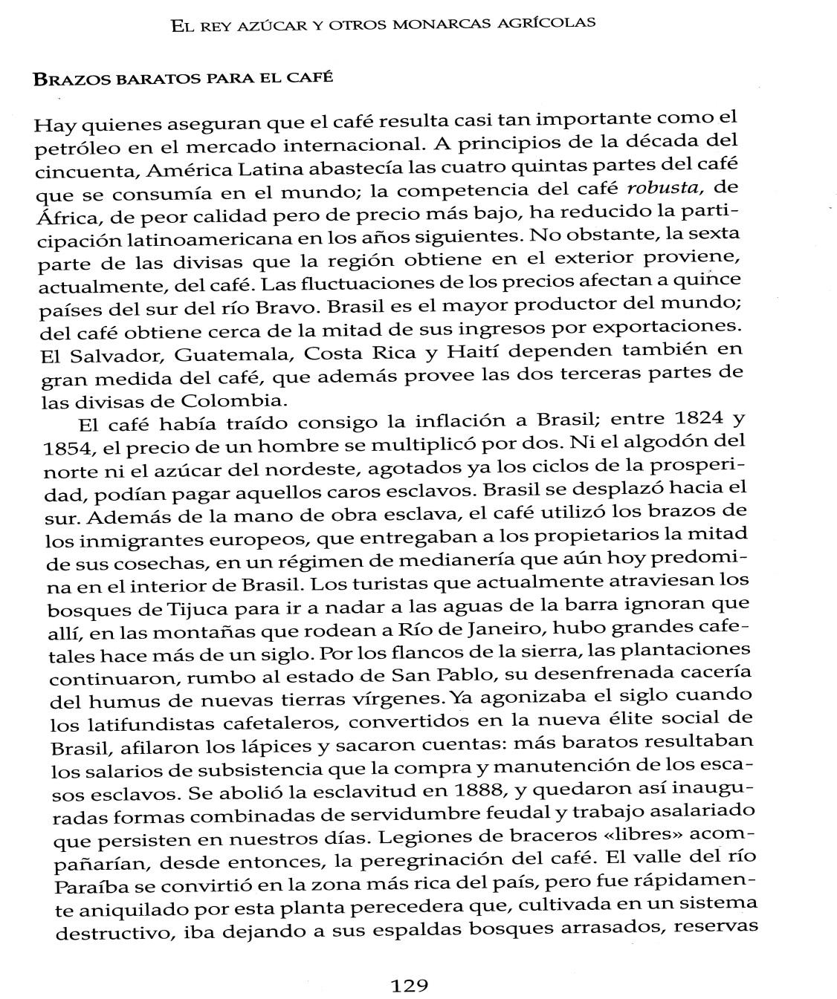 El rey azúcar y otros monarcas agrícolas
Brazos baratos para el café
Hay quienes aseguran que el café resulta casi tan importante como el
petróleo en el mercado internacional. A principios de la década del
cincuenta, América Latina abastecía las cuatro quintas partes del café
que se consumía en el mundo; la competencia del café robusta, de
África, de peor calidad pero de precio más bajo, ha reducido la parti-
cipación latinoamericana en los años siguientes. No obstante, la sexta
parte de las divisas que la región obtiene en el exterior proviene,
actualmente, del café. Las fluctuaciones de los precios afectan a quince
países del sur del río Bravo. Brasil es el mayor productor del mundo;
del café obtiene cerca de la mitad de sus ingresos por exportaciones.
El Salvador, Guatemala, Costa Rica y Haití dependen también en
gran medida del café, que además provee las dos terceras partes de
las divisas de Colombia.
El café había traído consigo la inflación a Brasil; entre 1824 y
1854, el precio de un hombre se multiplicó por dos. Ni el algodón del
norte ni el azúcar del nordeste, agotados ya los ciclos de la prosperi-
dad, podían pagar aquellos caros esclavos. Brasil se desplazó hacia el
sur. Además de la mano de obra esclava, el café utilizó los brazos de
los inmigrantes europeos, que entregaban a los propietarios la mitad
de sus cosechas, en un régimen de medianería que aún hoy predomi-
na en el interior de Brasil. Los turistas que actualmente atraviesan los
bosques de Tijuca para ir a nadar a las aguas de la barra ignoran que
allí, en las montañas que rodean a Río de Janeiro, hubo grandes cafe-
tales hace más de un siglo. Por los flancos de la sierra, las plantaciones
continuaron, rumbo al estado de San Pablo, su desenfrenada cacería
del humus de nuevas tierras vírgenes. Ya agonizaba el siglo cuando
los latifundistas cafetaleros, convertidos en la nueva élite social de
Brasil, afilaron los lápices y sacaron cuentas: más baratos resultaban
los salarios de subsistencia que la compra y manutención de los esca-
sos esclavos. Se abolió la esclavitud en 1888, y quedaron así inaugu-
radas formas combinadas de servidumbre feudal y trabajo asalariado
que persisten en nuestros días. Legiones de braceros «libres» acom-
pañarían, desde entonces, la peregrinación del café. El valle del río
Paraíba se convirtió en la zona más rica del país, pero fue rápidamen-
te aniquilado por esta planta perecedera que, cultivada en un sistema
destructivo, iba dejando a sus espaldas bosques arrasados, reservas
129